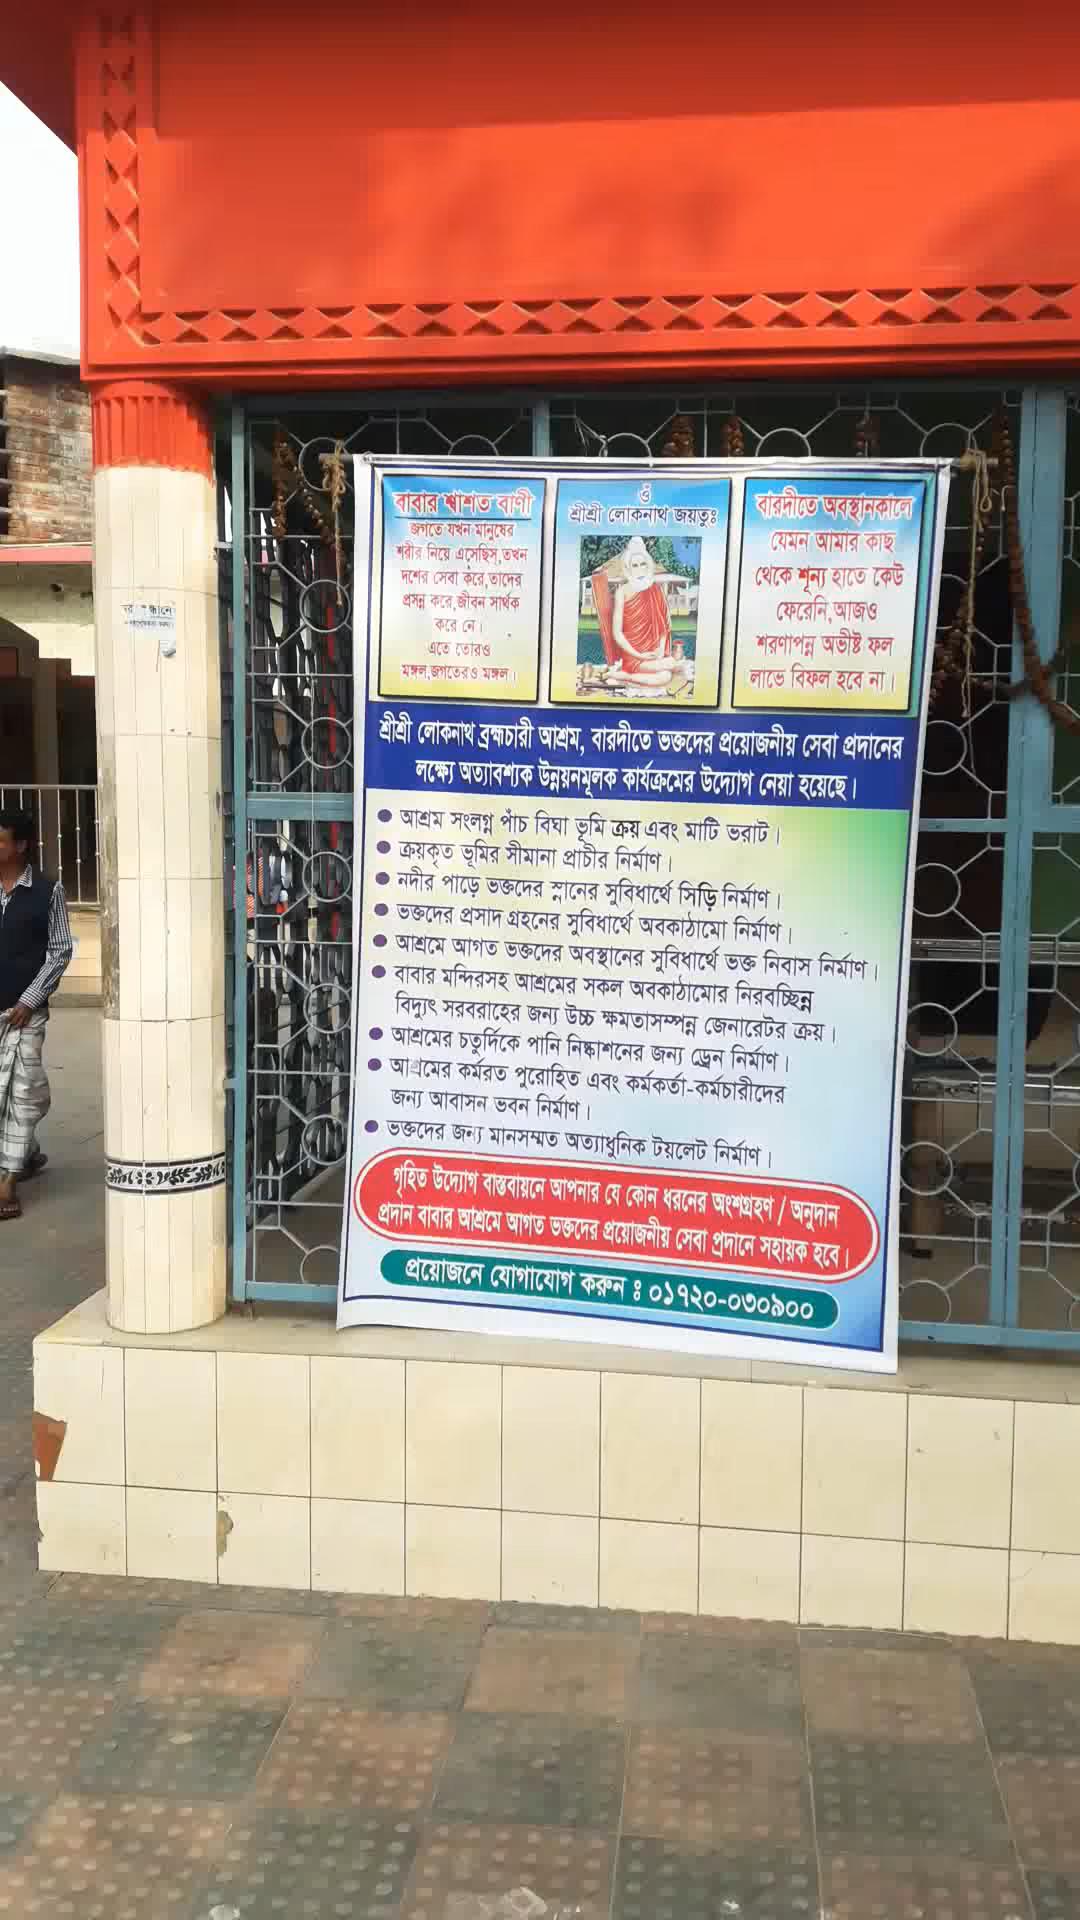 বাবার শ্বাশত বাণী
জগতে যখন মানুষের
শরীর নিয়ে এসেছিস,তখন
দশের সেবা করে,তাদের
প্রসন্ন করে,জীবন সার্থক
করে নে।
এতে তোরও
মঙ্গল,জগতেরও মঙ্গল।
ওঁ
শ্রীশ্রী লোকনাথ জয়তুঃ
বারদীতে অবস্থানকালে
যেমন আমার কাছ
থেকে শূন্য হাতে কেউ
ফেরেনি,আজও
শরণাপন্ন অভীষ্ট ফল
লাভে বিফল হবে না।
শ্রীশ্রী লোকনাথ ব্রহ্মচারী আশ্রম, বারদীতে ভক্তদের প্রয়োজনীয় সেবা প্রদানের
লক্ষ্যে অত্যাবশ্যক উন্নয়নমূলক কার্যক্রমের উদ্যোগ নেয়া হয়েছে।
• আশ্রম সংলগ্ন পাঁচ বিঘা ভূমি ক্রয় এবং মাটি ভরাট।
• ক্রয়কৃত ভূমির সীমানা প্রাচীর নির্মাণ।
• নদীর পাড়ে ভক্তদের স্নানের সুবিধার্থে সিড়ি নির্মাণ।
• ভক্তদের প্রসাদ গ্রহনের সুবিধার্থে অবকাঠামো নির্মাণ।
• আশ্রমে আগত ভক্তদের অবস্থানের সুবিধার্থে ভক্ত নিবাস নির্মাণ।
• বাবার মন্দিরসহ আশ্রমের সকল অবকাঠামোর নিরবচ্ছিন্ন
বিদ্যুৎ সরবরাহের জন্য উচ্চ ক্ষমতাসম্পন্ন জেনারেটর ক্রয়।
• আশ্রমের চতুর্দিকে পানি নিষ্কাশনের জন্য ড্রেন নির্মাণ।
• আশ্রমের কর্মরত পুরোহিত এবং কর্মকর্তা-কর্মচারীদের
জন্য আবাসন ভবন নির্মাণ।
• ভক্তদের জন্য মানসম্মত অত্যাধুনিক টয়লেট নির্মাণ।
গৃহিত উদ্যোগ বাস্তবায়নে আপনার যে কোন ধরনের অংশগ্রহণ / অনুদান
প্রদান বাবার আশ্রমে আগত ভক্তদের প্রয়োজনীয় সেবা প্রদানে সহায়ক হবে।
প্রয়োজনে যোগাযোগ করুন ঃ ০১৭২০-০৩০৯০০